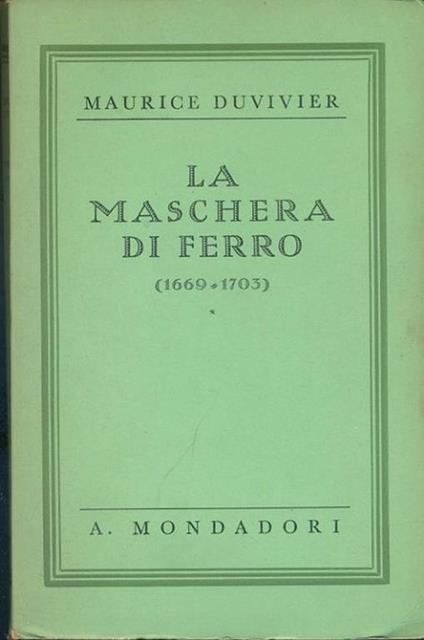 MAURICE DUVIVIER
LA
MASCHERA
DI FERRO
(1669-1703)
*
A. MONDADORI